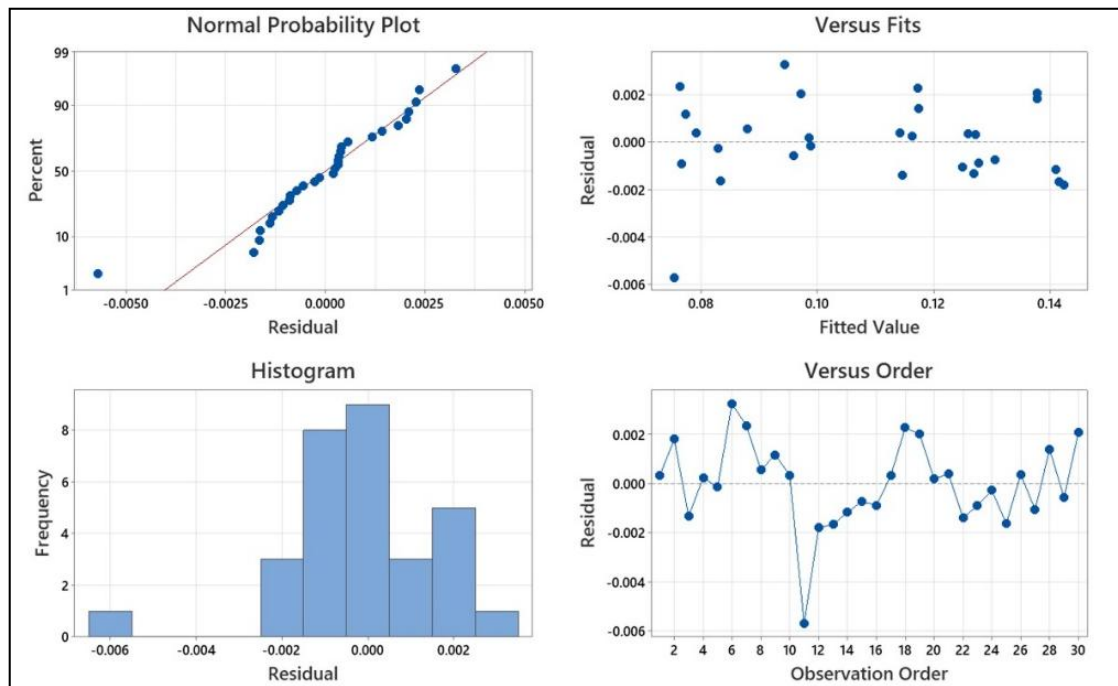 Normal Probability Plot
99
90
50
10
1
Percent
-0.0050 -0.0025 0.0000 0.0025 0.0050
Residual
Versus Fits
0.002
0.000
-0.002
-0.004
-0.006
Residual
0.08 0.10 0.12 0.14
Fitted Value
Histogram
8
6
4
2
0
Frequency
-0.006 -0.004 -0.002 0.000 0.002
Residual
Versus Order
0.002
0.000
-0.002
-0.004
-0.006
Residual
2 4 6 8 10 12 14 16 18 20 22 24 26 28 30
Observation Order